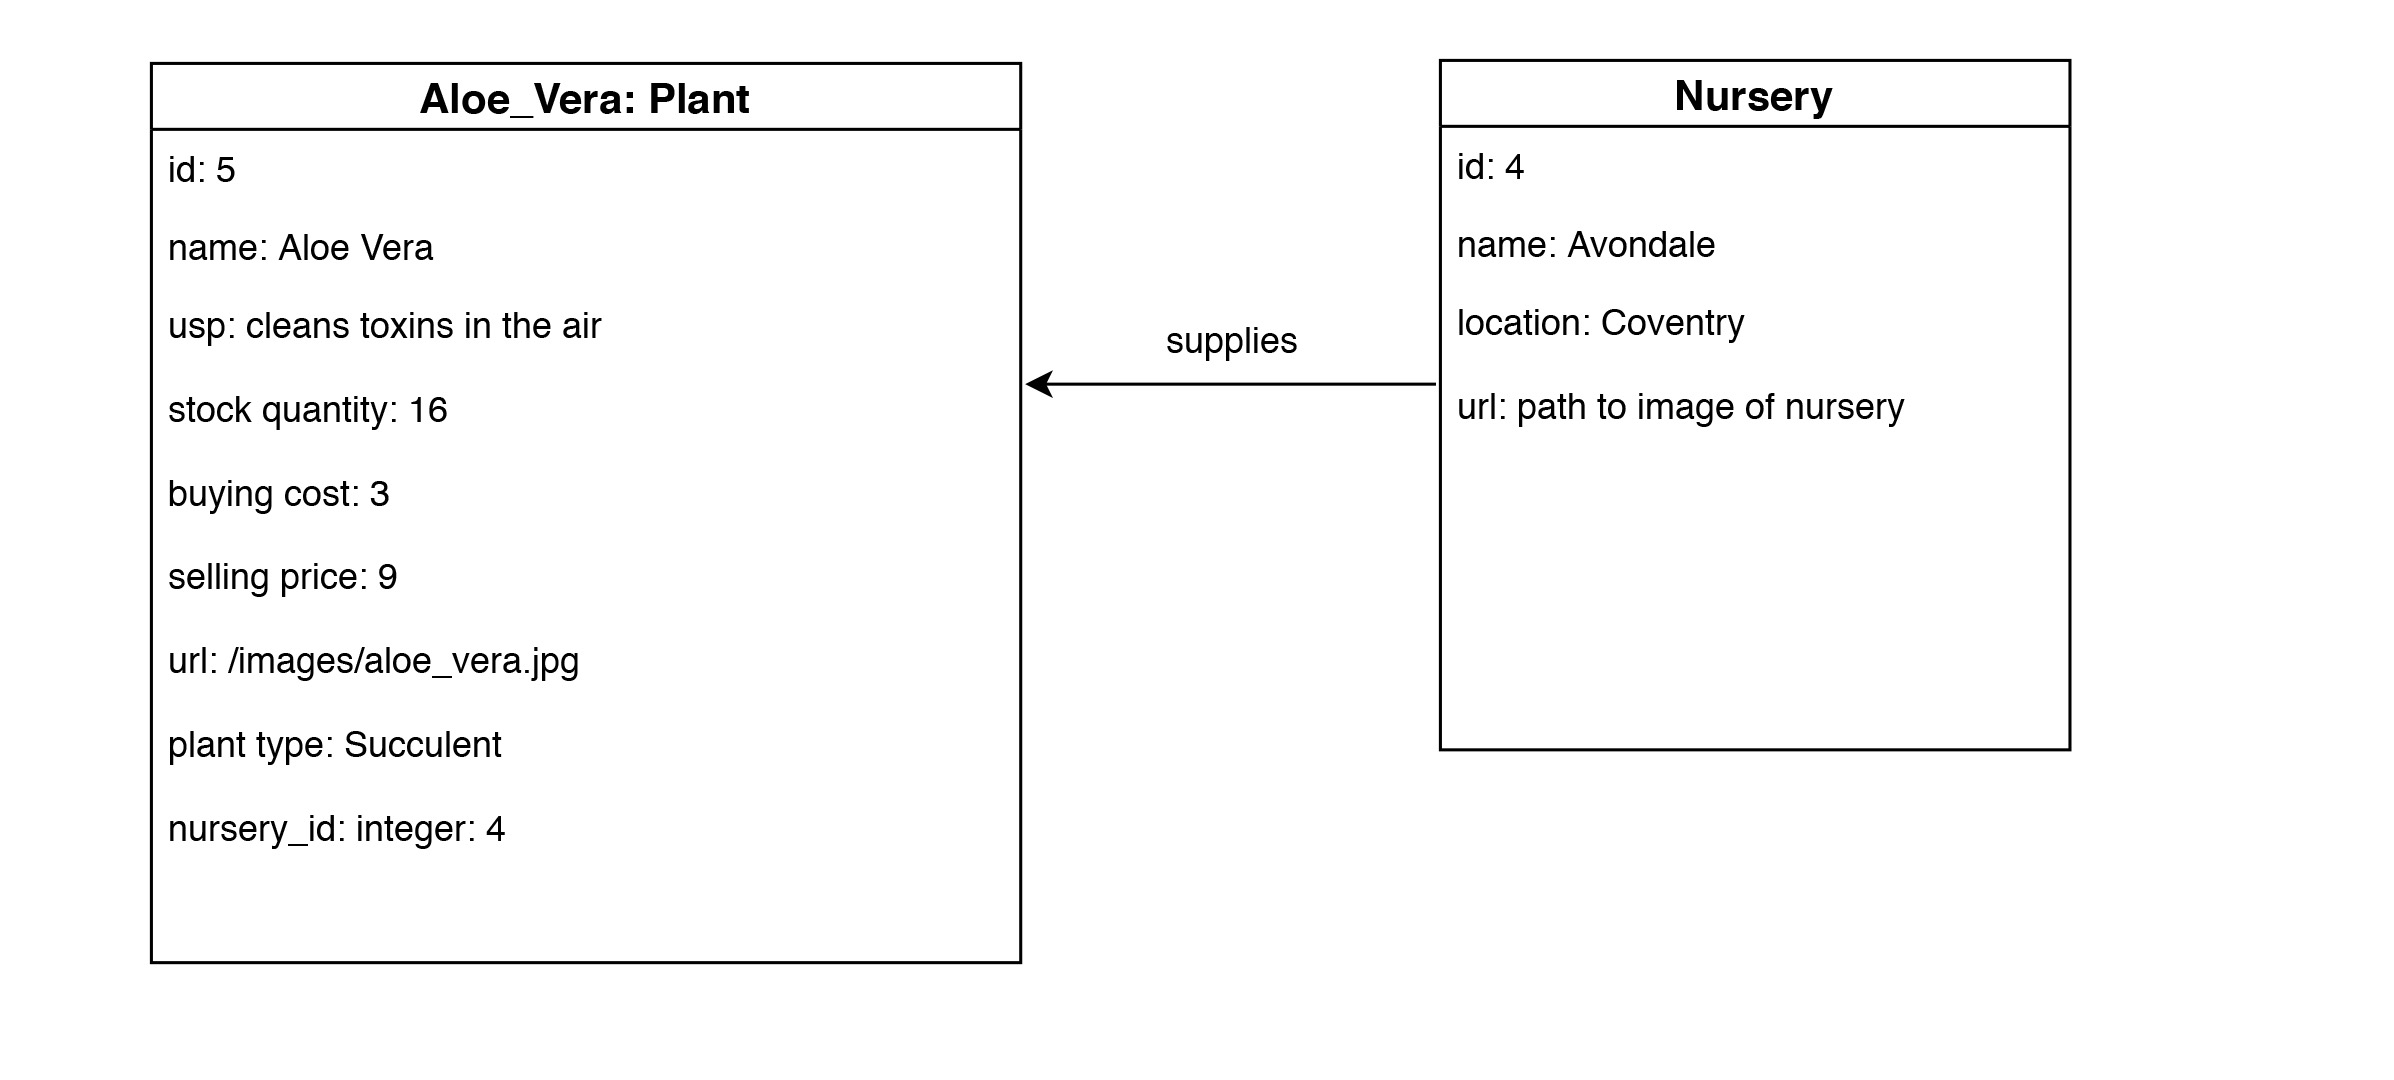 Aloe_Vera: Plant
id: 5
name: Aloe Vera
usp: cleans toxins in the air
stock quantity: 16
buying cost: 3
selling price: 9
url: /images/aloe_vera.jpg
plant type: Succulent
nursery_id: integer: 4
supplies
Nursery
id: 4
name: Avondale
location: Coventry
url: path to image of nursery